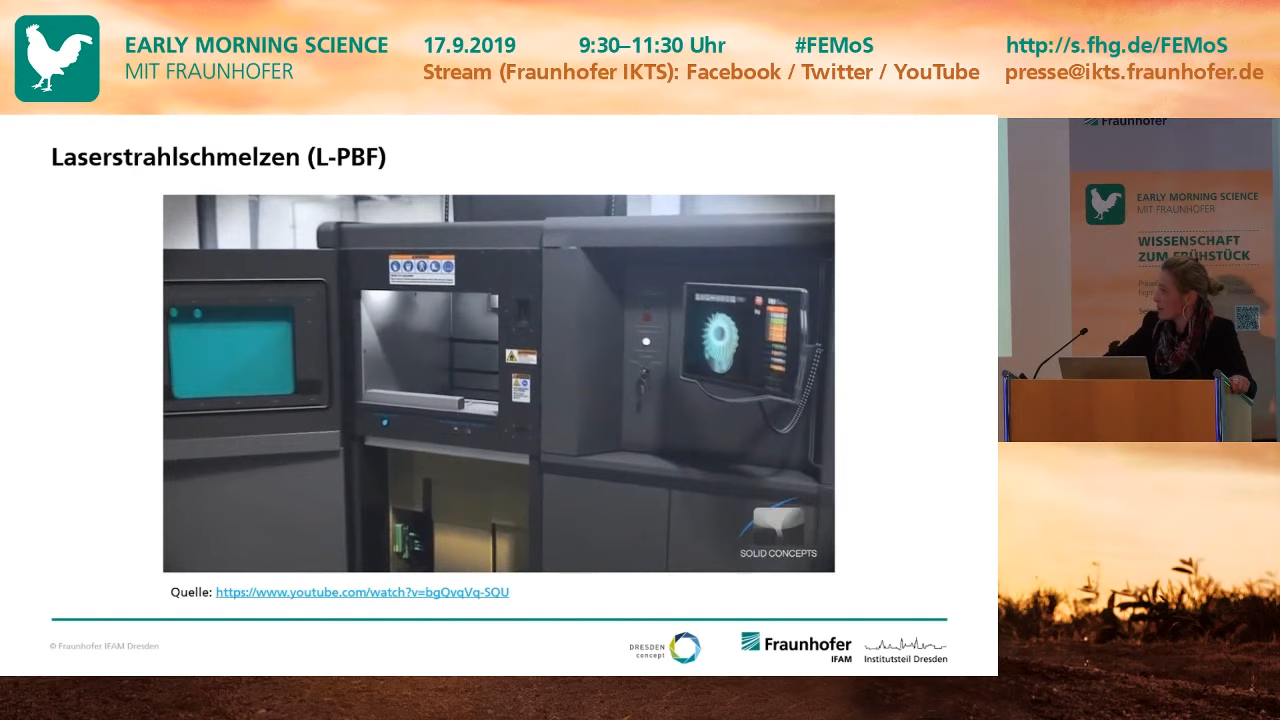 EARLY MORNING SCIENCE
MIT FRAUNHOFER
17.9.2019 9:30–11:30 Uhr #FEMoS http://s.fhg.de/FEMoS
Stream (Fraunhofer IKTS): Facebook / Twitter / YouTube presse@ikts.fraunhofer.de
Laserstrahlschmelzen (L-PBF)
SOLID CONCEPTS
Quelle: https://www.youtube.com/watch?v=bgQvqVq-SQU
© Fraunhofer IFAM Dresden
DRESDEN
concept
Fraunhofer
IFAM
Institutsteil Dresden
Fraunhofer
EARLY MORNING SCIENCE
MIT FRAUNHOFER
WISSENSCHAFT
ZUM FRÜHSTÜCK